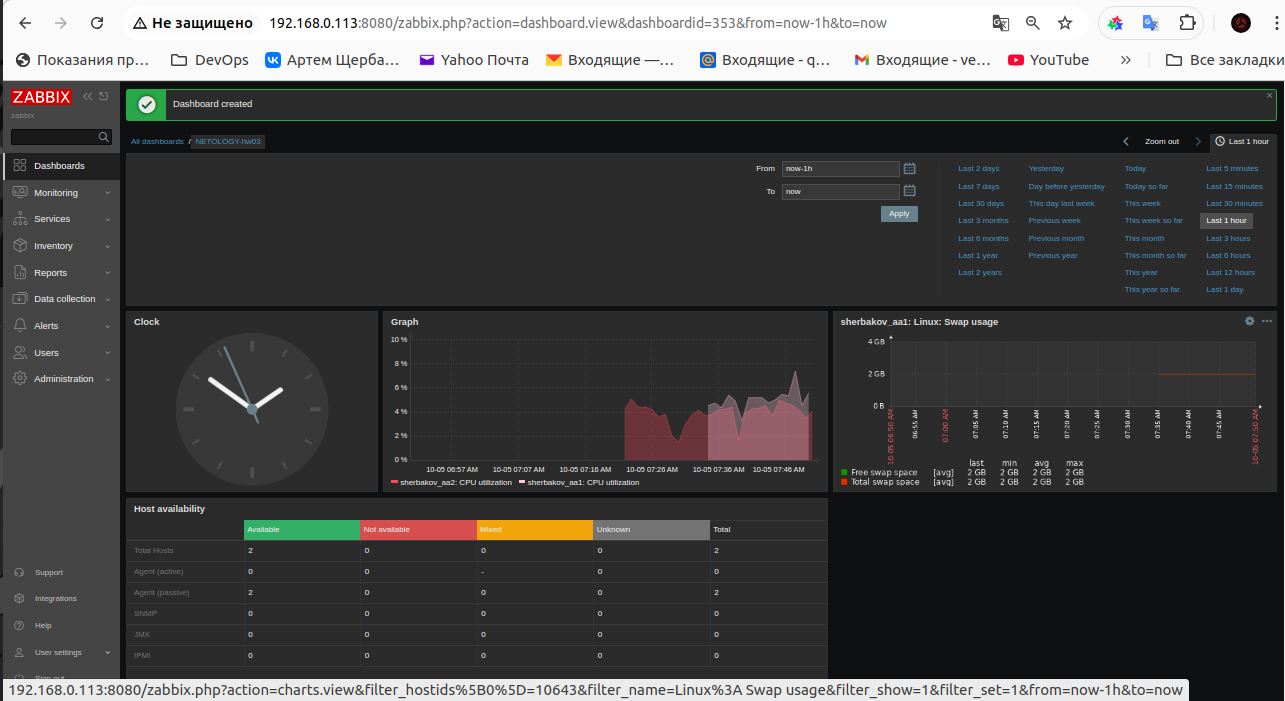 Не защищено 192.168.0.113:8080/zabbix.php?action=dashboard.view&dashboardid=353&from=now-1h&to=now
Показания пр… DevOps Артем Щерба… Yahoo Почта Входящие —… Входящие - q… Входящие - ve… YouTube » Все закладки
ZABBIX
zabbix
Dashboards
Monitoring
Services
Inventory
Reports
Data collection
Alerts
Users
Administration
Support
Integrations
Help
User settings
Sign out
Dashboard created
All dashboards / NETOLOGY-hw03
Zoom out Last 1 hour
From now-1h
To now
Apply
Last 2 days Yesterday Today Last 5 minutes
Last 7 days Day before yesterday Today so far Last 15 minutes
Last 30 days This day last week This week Last 30 minutes
Last 3 months Previous week This week so far Last 1 hour
Last 6 months Previous month This month Last 3 hours
Last 1 year Previous year This month so far Last 6 hours
Last 2 years This year Last 12 hours
This year so far Last 1 day
Clock
Graph
10 %
8 %
6 %
4 %
2 %
0 %
10-05 06:57 AM 10-05 07:07 AM 10-05 07:16 AM 10-05 07:26 AM 10-05 07:36 AM 10-05 07:46 AM
sherbakov_aa2: CPU utilization sherbakov_aa1: CPU utilization
sherbakov_aa1: Linux: Swap usage
4 GB
2 GB
0 B
10-05 06:50 AM 06:55 AM 07:00 AM 07:05 AM 07:10 AM 07:15 AM 07:20 AM 07:25 AM 07:30 AM 07:35 AM 07:40 AM 07:45 AM 10-05 07:50 AM
last min avg max
Free swap space [avg] 2 GB 2 GB 2 GB 2 GB
Total swap space [avg] 2 GB 2 GB 2 GB 2 GB
Host availability
Available Not available Mixed Unknown Total
Total Hosts 2 0 0 0 2
Agent (active) 0 0 - 0 0
Agent (passive) 2 0 0 0 2
SNMP 0 0 0 0 0
JMX 0 0 0 0 0
IPMI 0 0 0 0 0
192.168.0.113:8080/zabbix.php?action=charts.view&filter_hostids%5B0%5D=10643&filter_name=Linux%3A Swap usage&filter_show=1&filter_set=1&from=now-1h&to=now